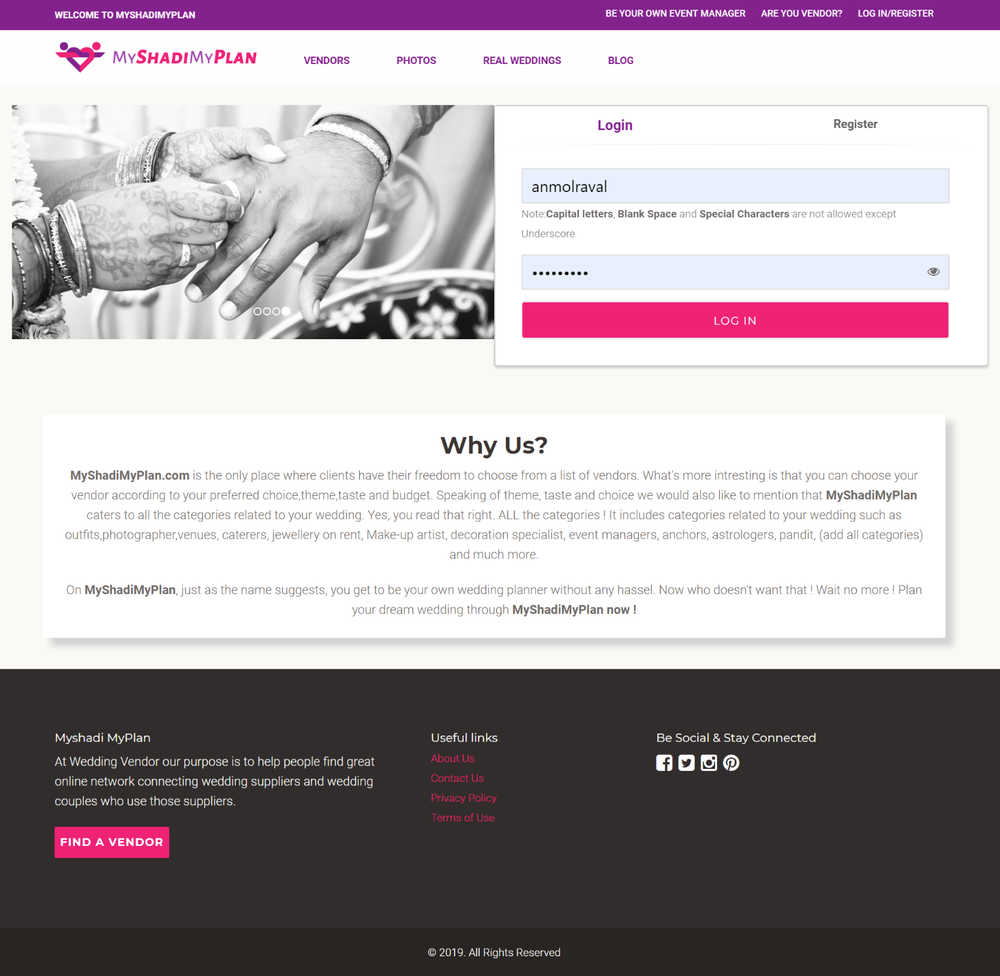 WELCOME TO MYSHADIMYPLAN
BE YOUR OWN EVENT MANAGER
ARE YOU VENDOR?
LOG IN/REGISTER
MYSHADIMYPLAN
VENDORS
PHOTOS
REAL WEDDINGS
BLOG
Login
Register
anmolraval
Note:Capital letters, Blank Space and Special Characters are not allowed except
Underscore
•••••••••
LOG IN
Why Us?
MyShadiMyPlan.com is the only place where clients have their freedom to choose from a list of vendors. What's more intresting is that you can choose your
vendor according to your preferred choice,theme,taste and budget. Speaking of theme, taste and choice we would also like to mention that MyShadiMyPlan
caters to all the categories related to your wedding. Yes, you read that right. ALL the categories ! It includes categories related to your wedding such as
outfits,photographer,venues, caterers, jewellery on rent, Make-up artist, decoration specialist, event managers, anchors, astrologers, pandit, (add all categories)
and much more.
On MyShadiMyPlan, just as the name suggests, you get to be your own wedding planner without any hassel. Now who doesn't want that ! Wait no more ! Plan
your dream wedding through MyShadiMyPlan now !
Myshadi MyPlan
At Wedding Vendor our purpose is to help people find great
online network connecting wedding suppliers and wedding
couples who use those suppliers.
FIND A VENDOR
Useful links
About Us
Contact Us
Privacy Policy
Terms of Use
Be Social & Stay Connected
© 2019. All Rights Reserved